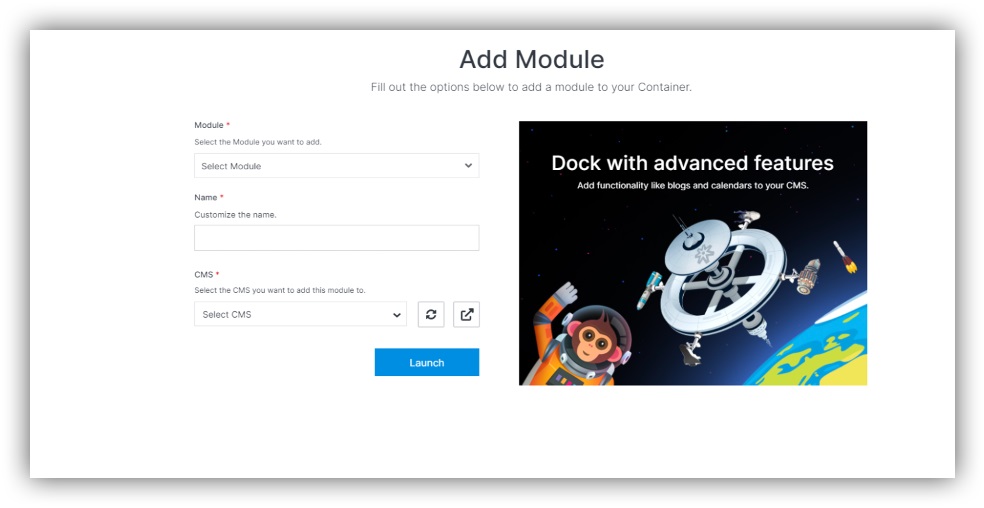 Add Module
Fill out the options below to add a module to your Container.
Module *
Select the Module you want to add.
Select Module
Name *
Customize the name.
CMS *
Select the CMS you want to add this module to.
Select CMS
Launch
Dock with advanced features
Add functionality like blogs and calendars to your CMS.